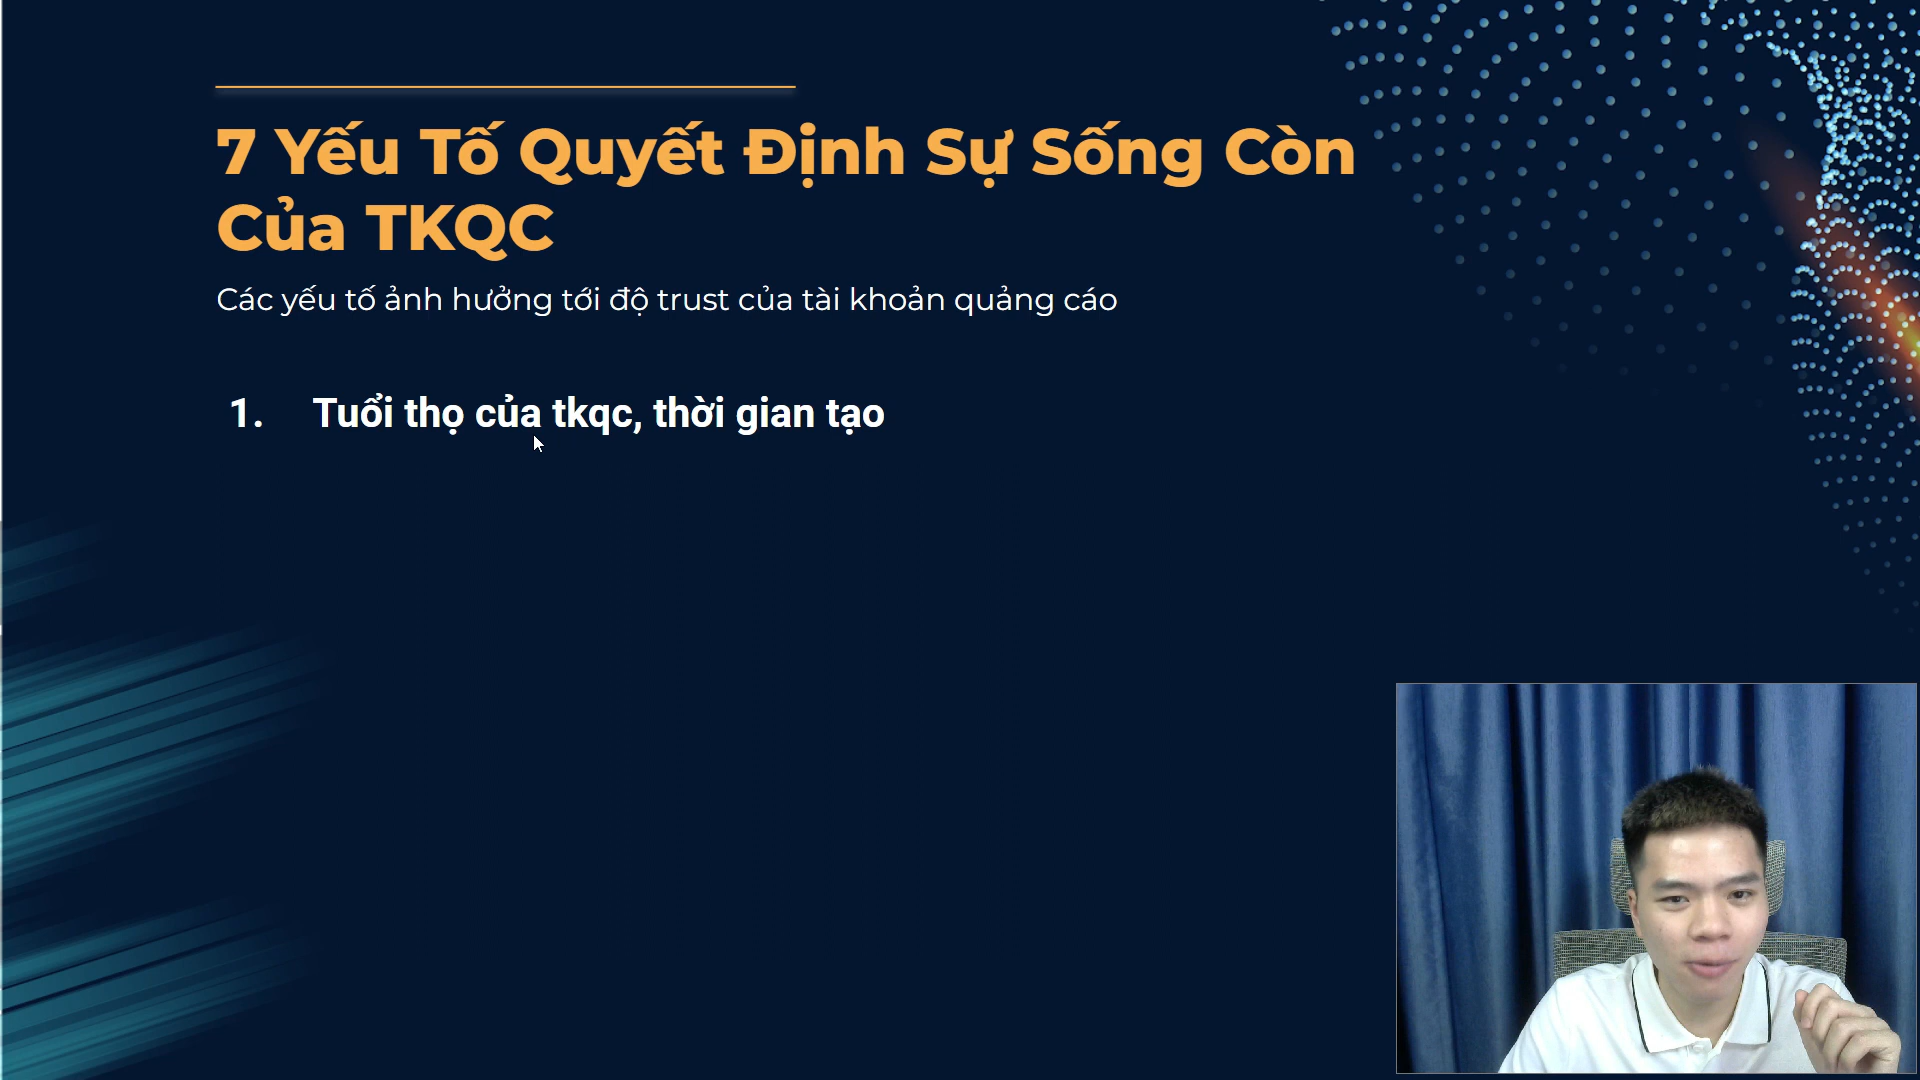 7 Yếu Tố Quyết Định Sự Sống Còn
Của TKQC
Các yếu tố ảnh hưởng tới độ trust của tài khoản quảng cáo
1. Tuổi thọ của tkqc, thời gian tạo